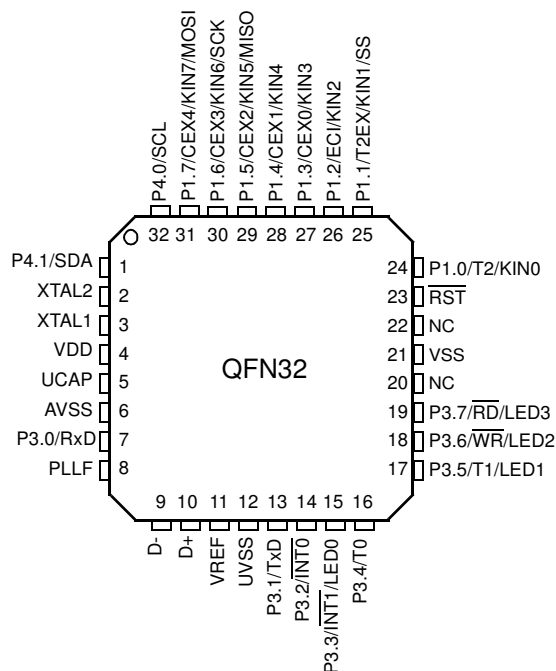 P4.0/SCL
P1.7/CEX4/KIN7/MOSI
P1.6/CEX3/KIN6/SCK
P1.5/CEX2/KIN5/MISO
P1.4/CEX1/KIN4
P1.3/CEX0/KIN3
P1.2/ECI/KIN2
P1.1/T2EX/KIN1/SS
32 31 30 29 28 27 26 25
P4.1/SDA 1
XTAL2 2
XTAL1 3
VDD 4
UCAP 5
AVSS 6
P3.0/RxD 7
PLLF 8
QFN32
24 P1.0/T2/KIN0
23 RST
22 NC
21 VSS
20 NC
19 P3.7/RD/LED3
18 P3.6/WR/LED2
17 P3.5/T1/LED1
9 10 11 12 13 14 15 16
D-
D+
VREF
UVSS
P3.1/TxD
P3.2/INT0
P3.3/INT1/LED0
P3.4/T0